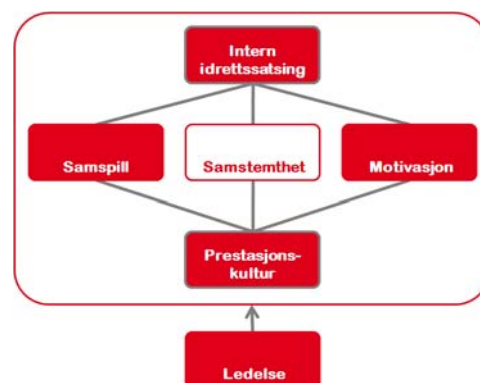 Intern
idrettssatsing
Samspill
Samstemthet
Motivasjon
Prestasjons-
kultur
Ledelse